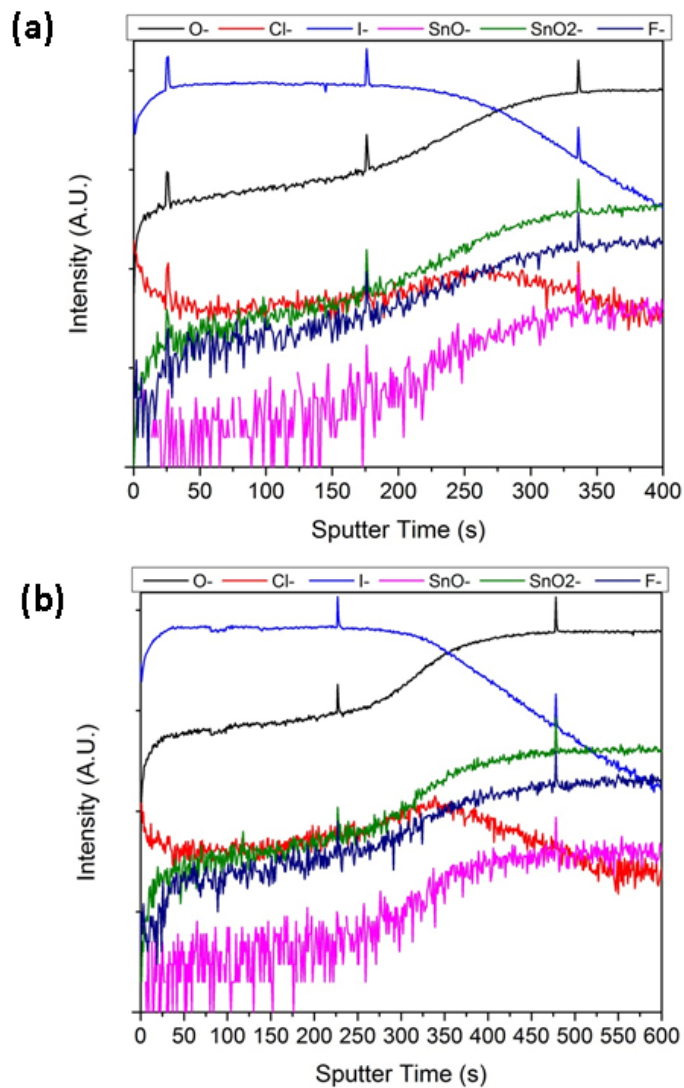 (a)
O- Cl- I- SnO- SnO2- F-
Intensity (A.U.)
0 50 100 150 200 250 300 350 400
Sputter Time (s)
(b)
O- Cl- I- SnO- SnO2- F-
Intensity (A.U.)
0 50 100 150 200 250 300 350 400 450 500 550 600
Sputter Time (s)